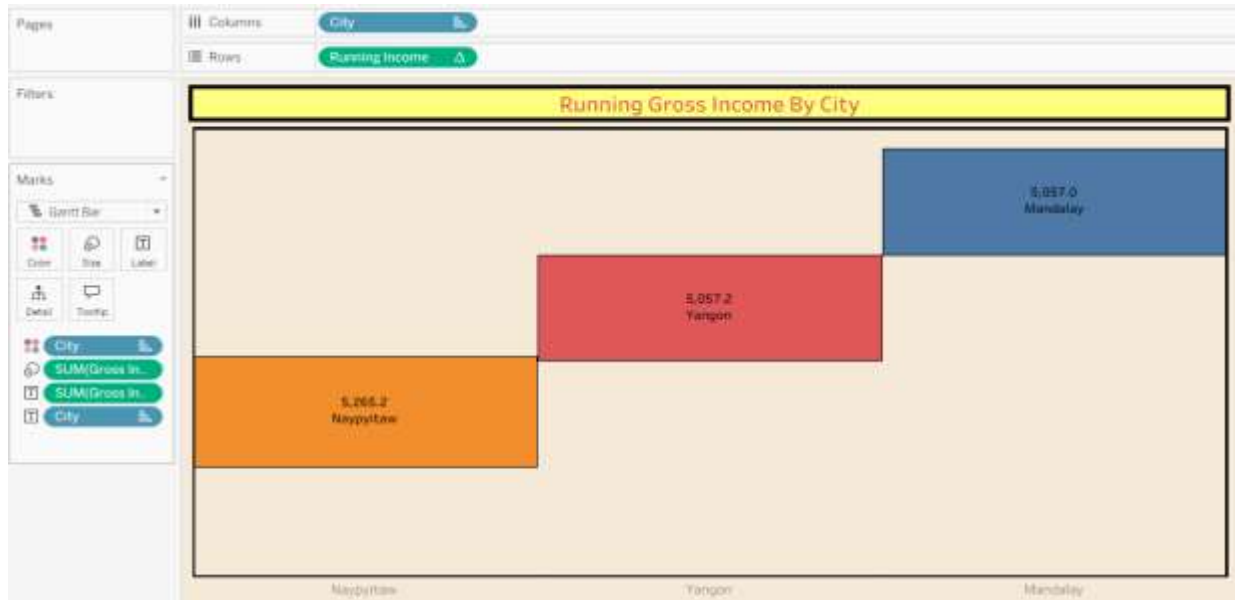 Pages
Columns
City
Rows
Running Income
Filters
Running Gross Income By City
Marks
Gantt Bar
Color
Size
Label
Detail
Tooltip
City
SUM(Gross In..
SUM(Gross In..
City
5,057.0
Mandalay
5,057.2
Yangon
5,265.2
Naypyitaw
Naypyitaw
Yangon
Mandalay